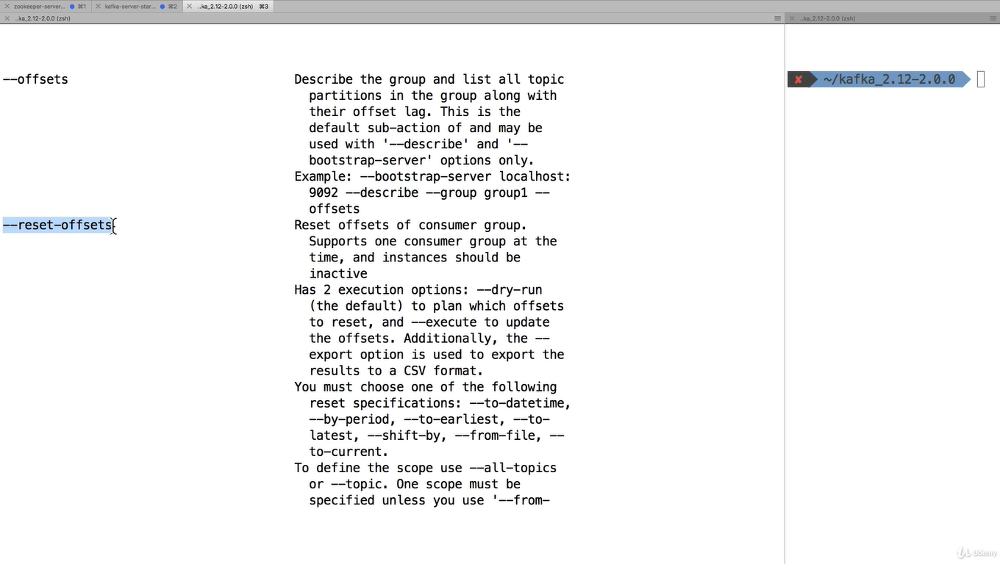 zookeeper-server... ⌘1
kafka-server-star... ⌘2
..ka_2.12-2.0.0 (zsh) ⌘3
..ka_2.12-2.0.0 (zsh)
..ka_2.12-2.0.0 (zsh)
--offsets Describe the group and list all topic
partitions in the group along with
their offset lag. This is the
default sub-action of and may be
used with '--describe' and '--
bootstrap-server' options only.
Example: --bootstrap-server localhost:
9092 --describe --group group1 --
offsets
--reset-offsets Reset offsets of consumer group.
Supports one consumer group at the
time, and instances should be
inactive
Has 2 execution options: --dry-run
(the default) to plan which offsets
to reset, and --execute to update
the offsets. Additionally, the --
export option is used to export the
results to a CSV format.
You must choose one of the following
reset specifications: --to-datetime,
--by-period, --to-earliest, --to-
latest, --shift-by, --from-file, --
to-current.
To define the scope use --all-topics
or --topic. One scope must be
specified unless you use '--from-
✘ ~/kafka_2.12-2.0.0
Udemy